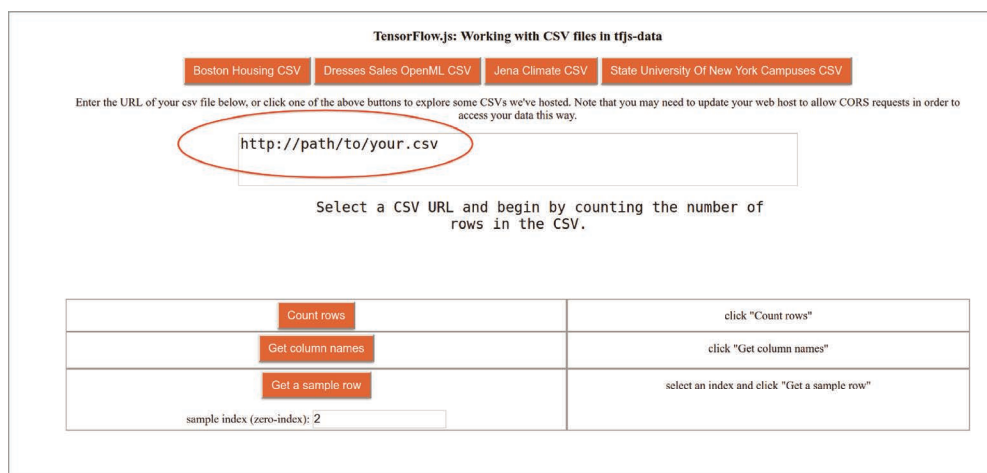 TensorFlow.js: Working with CSV files in tfjs-data
Boston Housing CSV Dresses Sales OpenML CSV Jena Climate CSV State University Of New York Campuses CSV
Enter the URL of your csv file below, or click one of the above buttons to explore some CSVs we've hosted. Note that you may need to update your web host to allow CORS requests in order to
access your data this way.
http://path/to/your.csv
Select a CSV URL and begin by counting the number of
rows in the CSV.
Count rows click "Count rows"
Get column names click "Get column names"
Get a sample row select an index and click "Get a sample row"
sample index (zero-index): 2